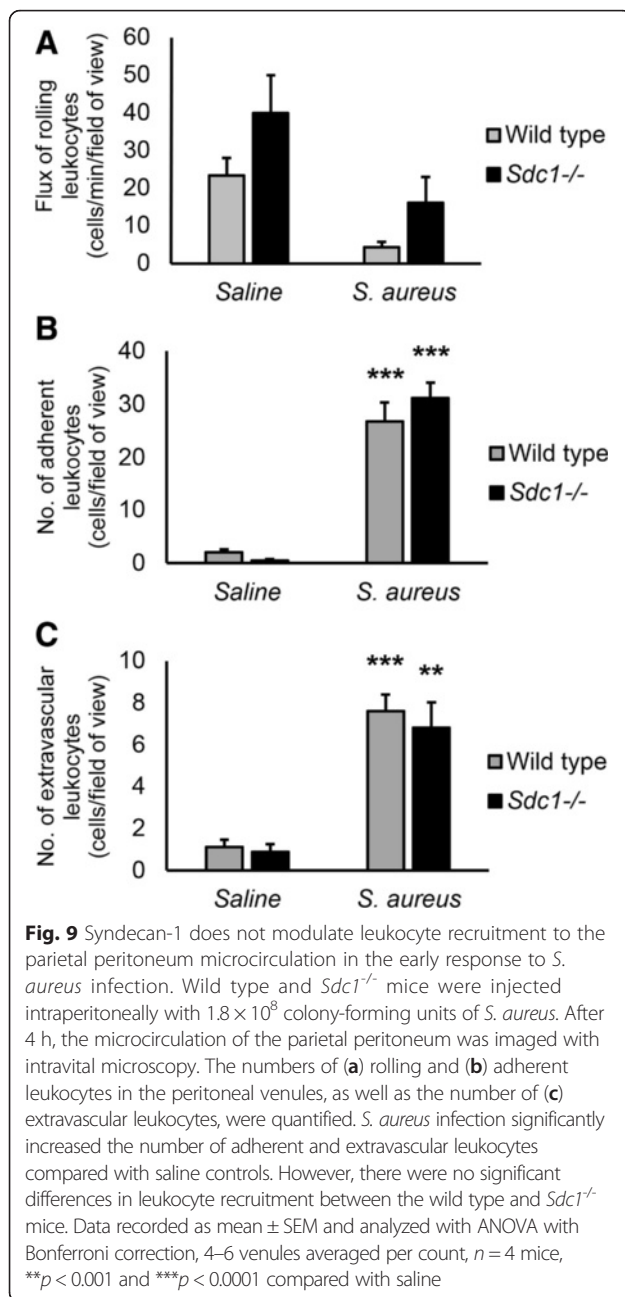 A
Flux of rolling
leukocytes
(cells/min/field of view)
60
50
40
30
20
10
0
Saline
S. aureus
Wild type
Sdc1-/-
B
No. of adherent
leukocytes
(cells/field of view)
40
30
20
10
0
***
***
Saline
S. aureus
Wild type
Sdc1-/-
C
No. of extravascular
leukocytes
(cells/field of view)
10
8
6
4
2
0
***
**
Saline
S. aureus
Wild type
Sdc1-/-
Fig. 9 Syndecan-1 does not modulate leukocyte recruitment to the
parietal peritoneum microcirculation in the early response to S.
aureus infection. Wild type and Sdc1⁻/⁻ mice were injected
intraperitoneally with 1.8 × 10⁸ colony-forming units of S. aureus. After
4 h, the microcirculation of the parietal peritoneum was imaged with
intravital microscopy. The numbers of (a) rolling and (b) adherent
leukocytes in the peritoneal venules, as well as the number of (c)
extravascular leukocytes, were quantified. S. aureus infection significantly
increased the number of adherent and extravascular leukocytes
compared with saline controls. However, there were no significant
differences in leukocyte recruitment between the wild type and Sdc1⁻/⁻
mice. Data recorded as mean ± SEM and analyzed with ANOVA with
Bonferroni correction, 4–6 venules averaged per count, n = 4 mice,
**p < 0.001 and ***p < 0.0001 compared with saline